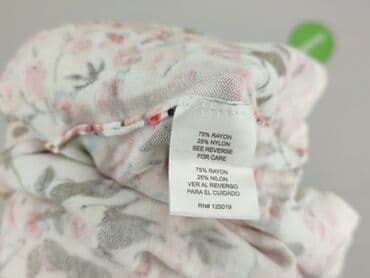 75% RAYON
25% NYLON
SEE REVERSE
FOR CARE
75% RAYON
25% NILON
VER AL REVERSO
PARA EL CUIDADO
RN# 125019